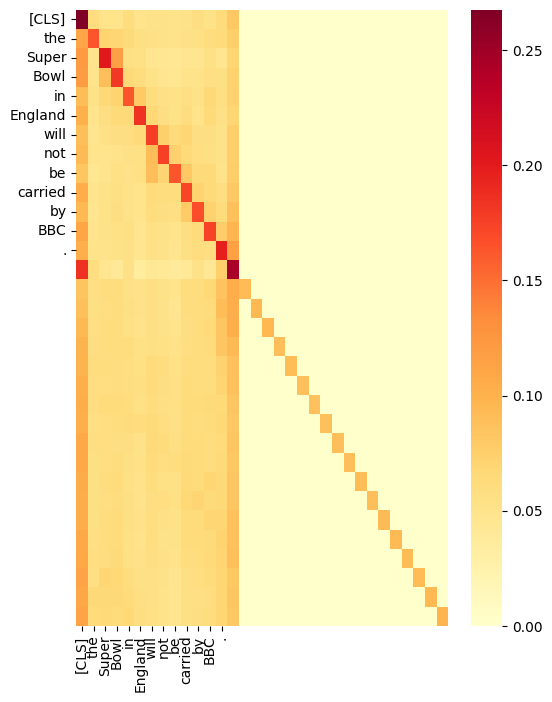 [CLS]
the
Super
Bowl
in
England
will
not
be
carried
by
BBC
.
0.25
0.20
0.15
0.10
0.05
0.00
[CLS]
the
Super
Bowl
in
England
will
not
be
carried
by
BBC
.